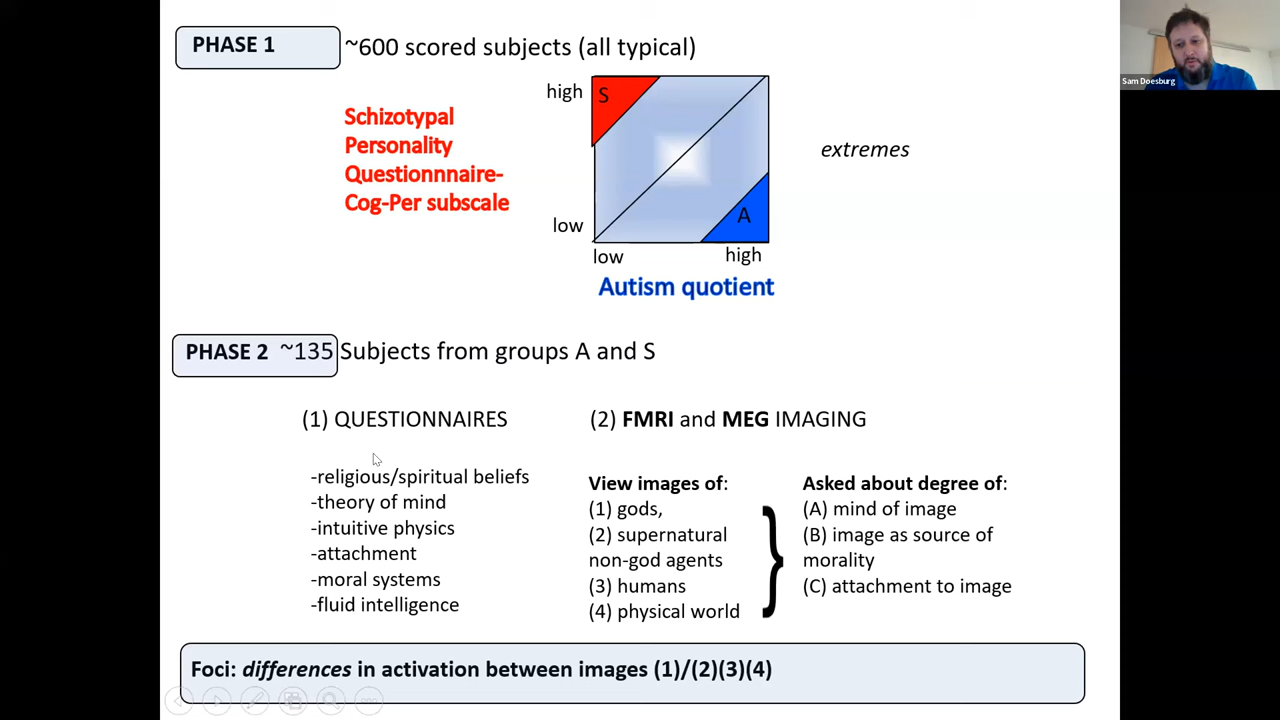 PHASE 1
~600 scored subjects (all typical)
Sam Doesburg
high
S
Schizotypal
Personality
Questionnnaire-
Cog-Per subscale
extremes
A
low
low
high
Autism quotient
PHASE 2 ~135 Subjects from groups A and S
(1) QUESTIONNAIRES
(2) FMRI and MEG IMAGING
-religious/spiritual beliefs
-theory of mind
-intuitive physics
-attachment
-moral systems
-fluid intelligence
View images of:
(1) gods,
(2) supernatural
non-god agents
(3) humans
(4) physical world
}
Asked about degree of:
(A) mind of image
(B) image as source of
morality
(C) attachment to image
Foci: differences in activation between images (1)/(2)(3)(4)